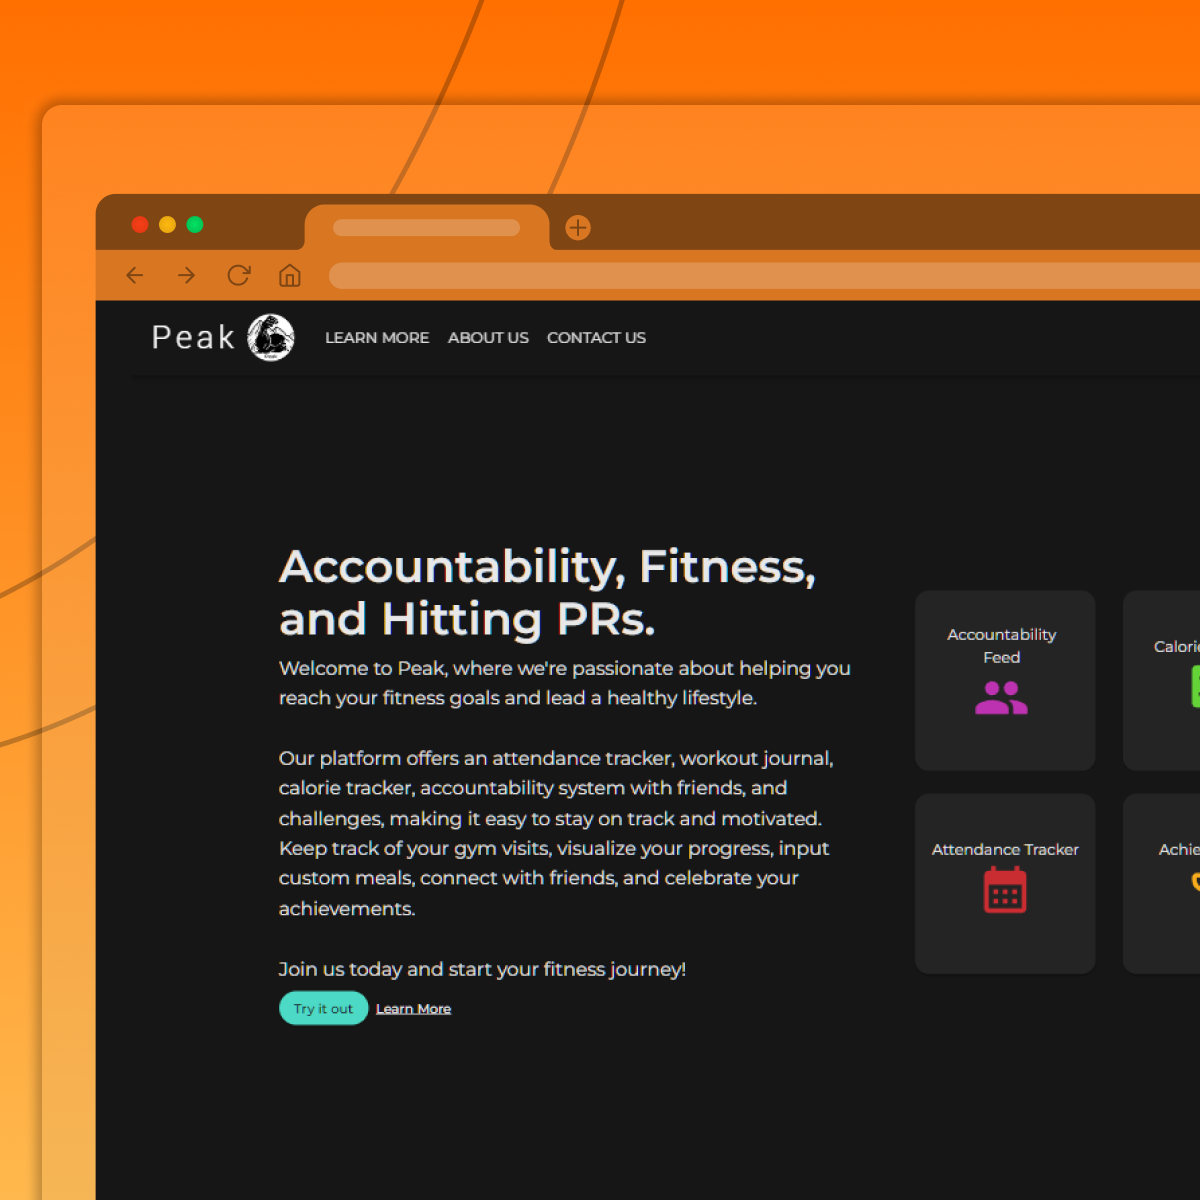 Peak
LEARN MORE
ABOUT US
CONTACT US
Accountability, Fitness,
and Hitting PRs.
Welcome to Peak, where we're passionate about helping you
reach your fitness goals and lead a healthy lifestyle.
Our platform offers an attendance tracker, workout journal,
calorie tracker, accountability system with friends, and
challenges, making it easy to stay on track and motivated.
Keep track of your gym visits, visualize your progress, input
custom meals, connect with friends, and celebrate your
achievements.
Join us today and start your fitness journey!
Try it out
Learn More
Accountability
Feed
Calorie
Attendance Tracker
Achie